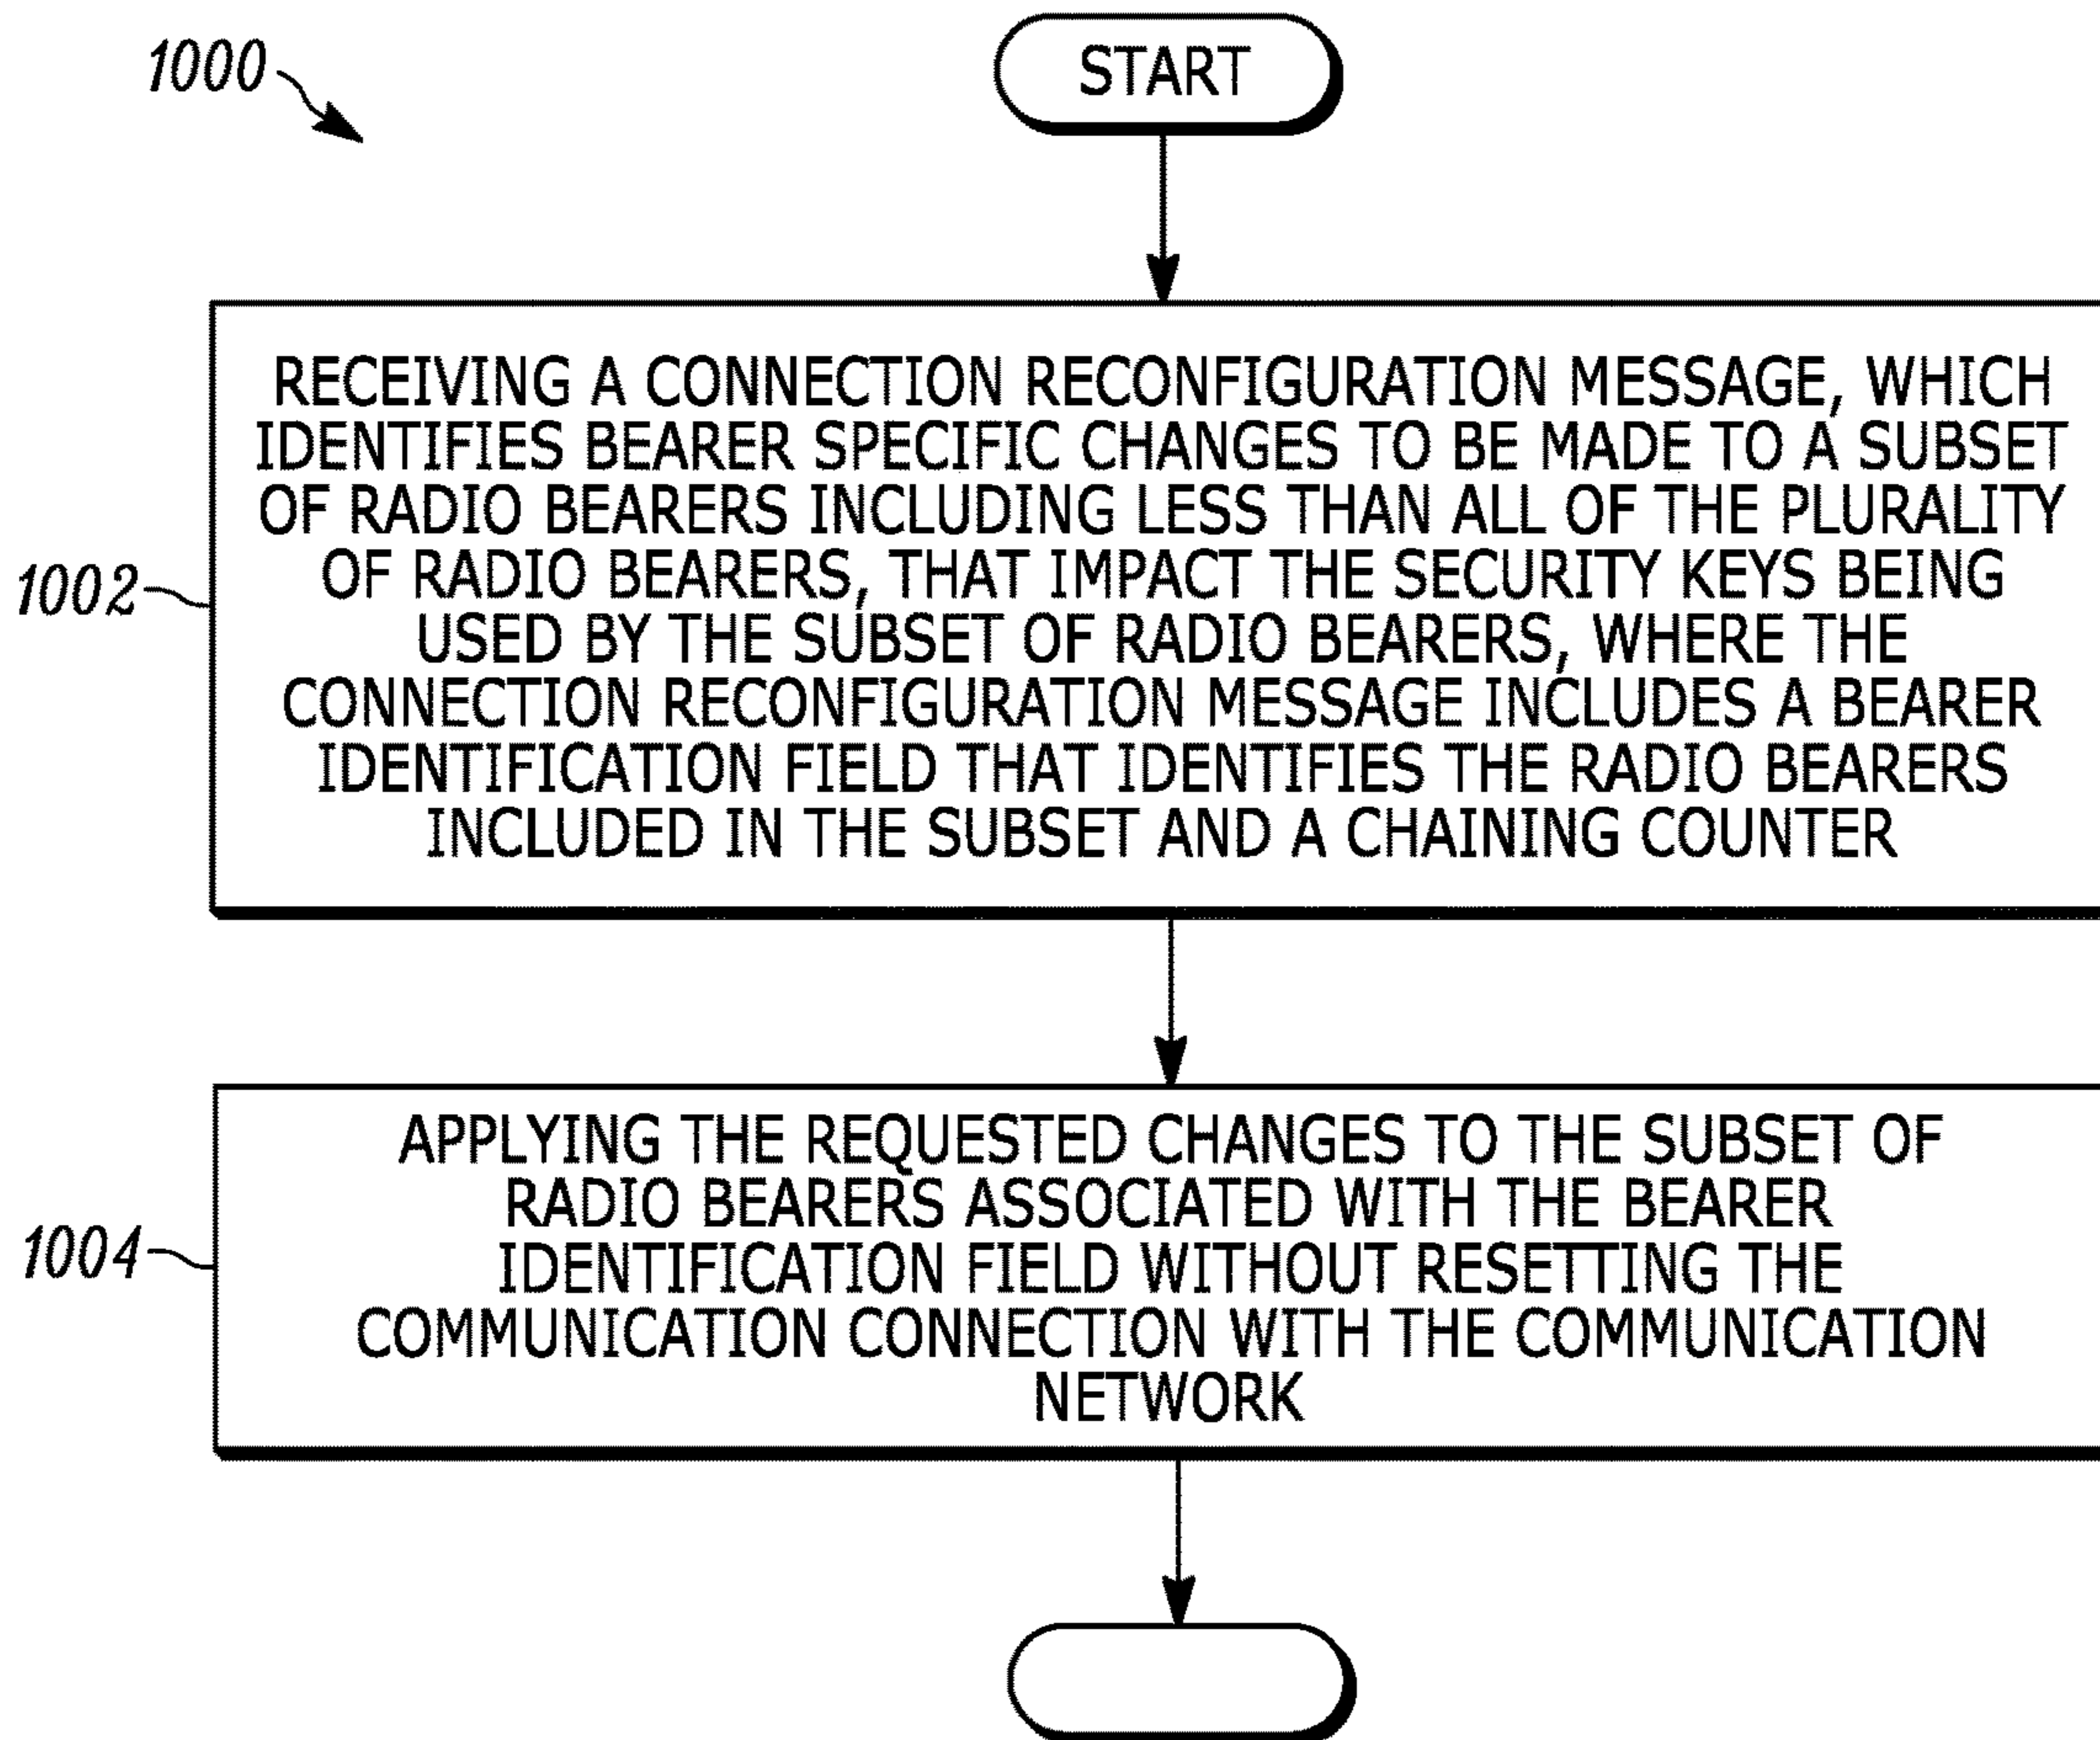 1000
START
1002
RECEIVING A CONNECTION RECONFIGURATION MESSAGE, WHICH
IDENTIFIES BEARER SPECIFIC CHANGES TO BE MADE TO A SUBSET
OF RADIO BEARERS INCLUDING LESS THAN ALL OF THE PLURALITY
OF RADIO BEARERS, THAT IMPACT THE SECURITY KEYS BEING
USED BY THE SUBSET OF RADIO BEARERS, WHERE THE
CONNECTION RECONFIGURATION MESSAGE INCLUDES A BEARER
IDENTIFICATION FIELD THAT IDENTIFIES THE RADIO BEARERS
INCLUDED IN THE SUBSET AND A CHAINING COUNTER
1004
APPLYING THE REQUESTED CHANGES TO THE SUBSET OF
RADIO BEARERS ASSOCIATED WITH THE BEARER
IDENTIFICATION FIELD WITHOUT RESETTING THE
COMMUNICATION CONNECTION WITH THE COMMUNICATION
NETWORK